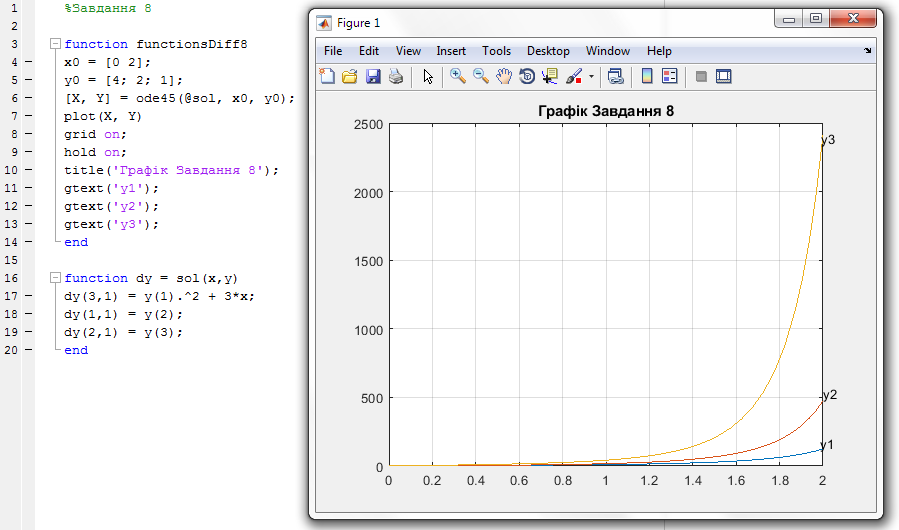 1 %Завдання 8
2
3 function functionsDiff8
4 x0 = [0 2];
5 y0 = [4; 2; 1];
6 [X, Y] = ode45(@sol, x0, y0);
7 plot(X, Y)
8 grid on;
9 hold on;
10 title('Графік Завдання 8');
11 gtext('y1');
12 gtext('y2');
13 gtext('y3');
14 end
15
16 function dy = sol(x,y)
17 dy(3,1) = y(1).^2 + 3*x;
18 dy(1,1) = y(2);
19 dy(2,1) = y(3);
20 end
Figure 1
File Edit View Insert Tools Desktop Window Help
Графік Завдання 8
2500
2000
1500
1000
500
0
y3
y2
y1
0 0.2 0.4 0.6 0.8 1 1.2 1.4 1.6 1.8 2